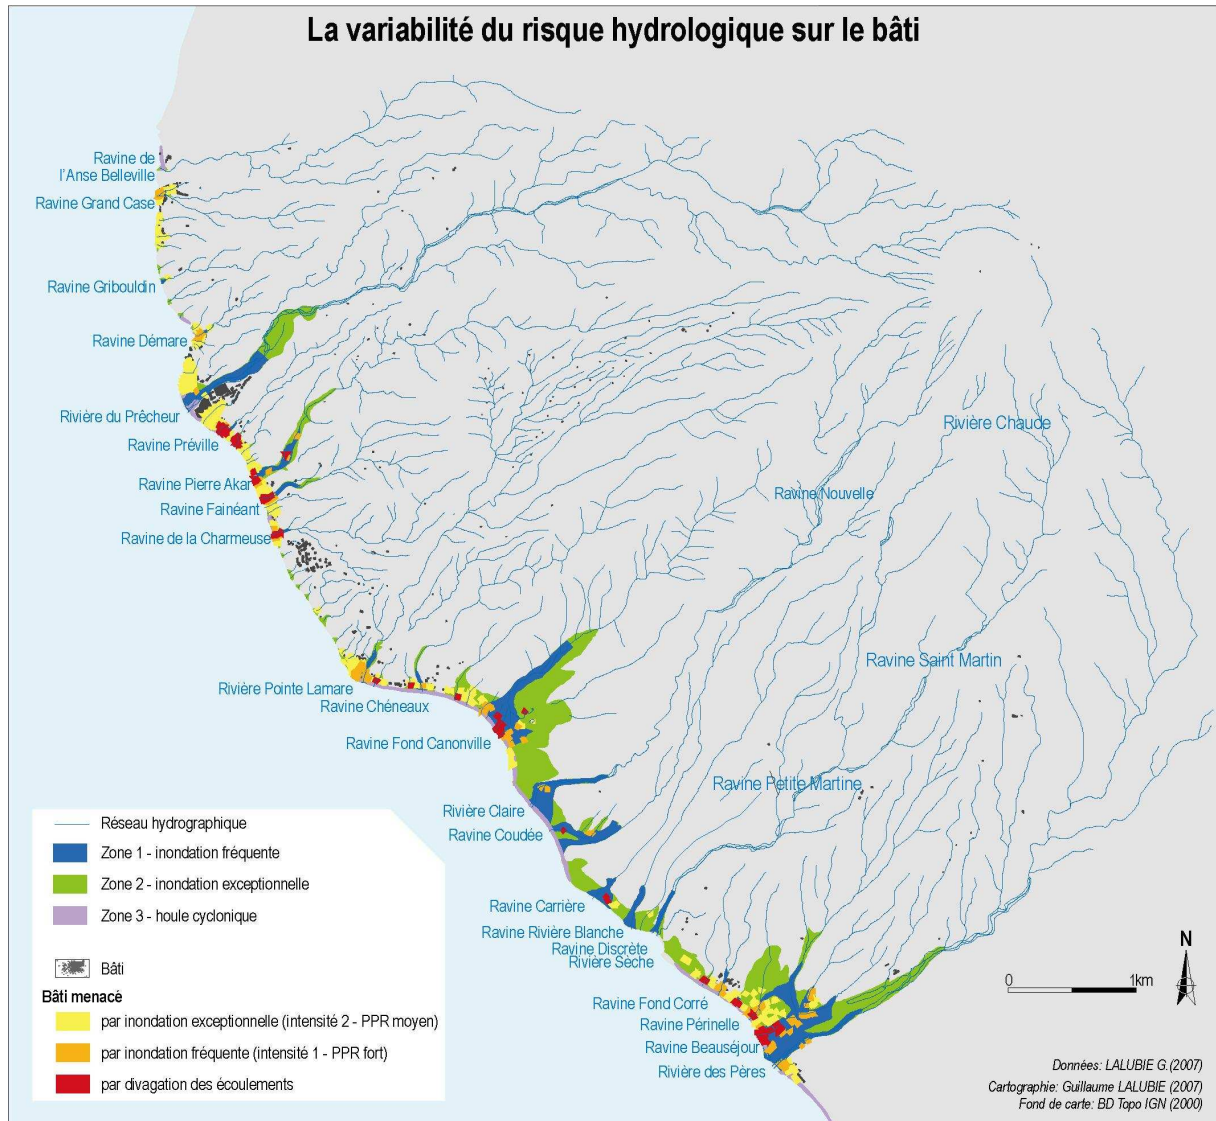 La variabilité du risque hydrologique sur le bâti
Ravine de
l'Anse Belleville
Ravine Grand Case
Ravine Gribouldin
Ravine Démare
Rivière du Prêcheur
Ravine Préville
Ravine Pierre Akar
Ravine Fainéant
Ravine de la Charmeuse
Rivière Chaude
Ravine Nouvelle
Ravine Saint Martin
Rivière Pointe Lamare
Ravine Chéneaux
Ravine Fond Canonville
Ravine Petite Martine
Rivière Claire
Ravine Coudée
Ravine Carrière
Ravine Rivière Blanche
Ravine Discrète
Rivière Sèche
Ravine Fond Corré
Ravine Périnelle
Ravine Beauséjour
Rivière des Pères
Réseau hydrographique
Zone 1 - inondation fréquente
Zone 2 - inondation exceptionnelle
Zone 3 - houle cyclonique
Bâti
Bâti menacé
par inondation exceptionnelle (intensité 2 - PPR moyen)
par inondation fréquente (intensité 1 - PPR fort)
par divagation des écoulements
N
0 1km
Données: LALUBIE G.(2007)
Cartographie: Guillaume LALUBIE (2007)
Fond de carte: BD Topo IGN (2000)